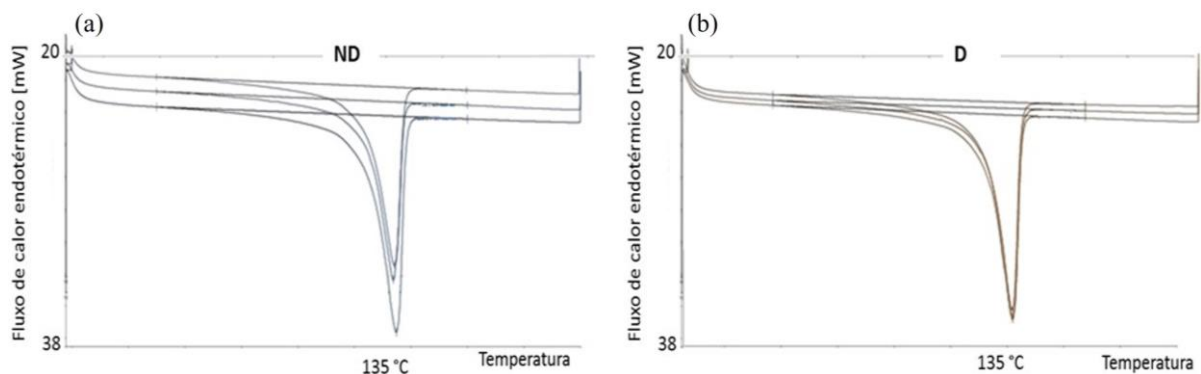 (a)
ND
20
Fluxo de calor endotérmico [mW]
38
135 °C
Temperatura
(b)
D
20
Fluxo de calor endotérmico [mW]
38
135 °C
Temperatura